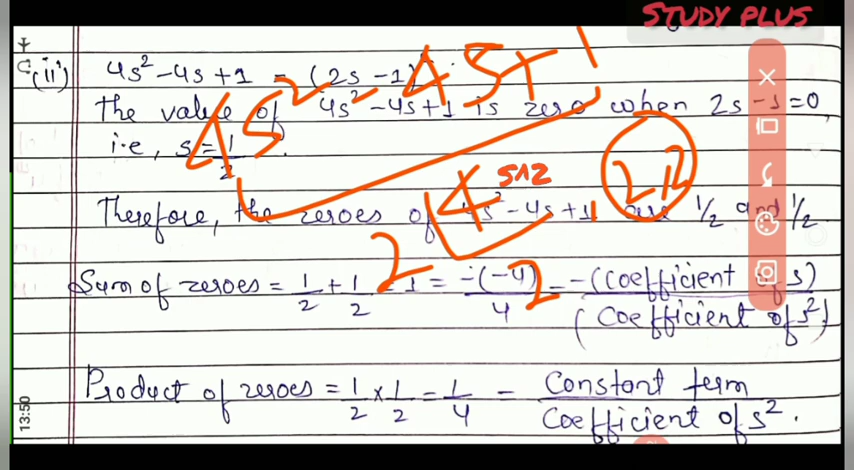 STUDY PLUS
(ii) 4s² - 4s + 1 = (2s - 1)
4s² - 4s + 1
The value of 4s² - 4s + 1 is zero when 2s - 1 = 0,
i.e, s = 1/2.
4 s^2 2,2
Therefore, the zeroes of 4s² - 4s + 1 are 1/2 and 1/2.
2 2
Sum of zeroes = 1/2 + 1/2 = 1 = -(-4)/4 = -(Coefficient of s)/(Coefficient of s²)
Product of zeroes = 1/2 × 1/2 = 1/4 = Constant term/Coefficient of s².
13:50